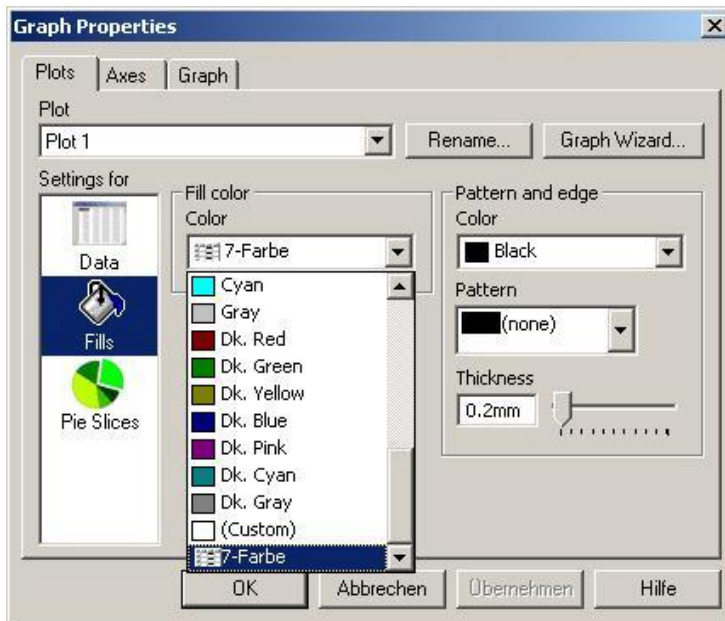 Graph Properties
Plots
Axes
Graph
Plot
Plot 1
Rename...
Graph Wizard...
Settings for
Data
Fills
Pie Slices
Fill color
Color
7-Farbe
Cyan
Gray
Dk. Red
Dk. Green
Dk. Yellow
Dk. Blue
Dk. Pink
Dk. Cyan
Dk. Gray
(Custom)
7-Farbe
Pattern and edge
Color
Black
Pattern
(none)
Thickness
0.2mm
OK
Abbrechen
Übernehmen
Hilfe